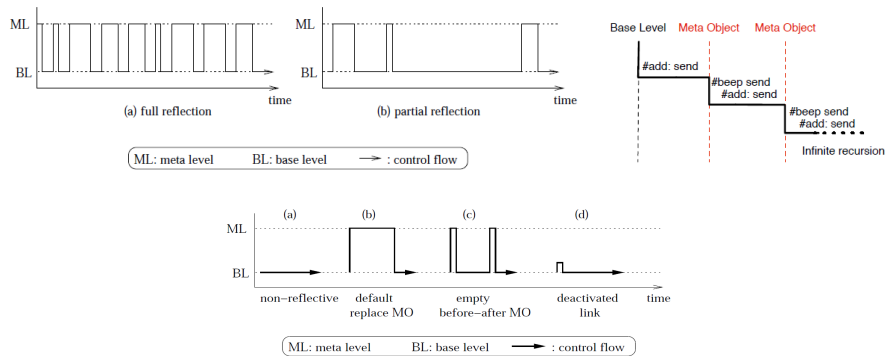 ML
BL
time
(a) full reflection
time
(b) partial reflection
ML: meta level BL: base level : control flow
Base Level Meta Object Meta Object
#add: send
#beep send
#add: send
#beep send
#add: send
Infinite recursion
(a) (b) (c) (d)
ML
BL
non-reflective default replace MO empty before-after MO deactivated link time
ML: meta level BL: base level : control flow